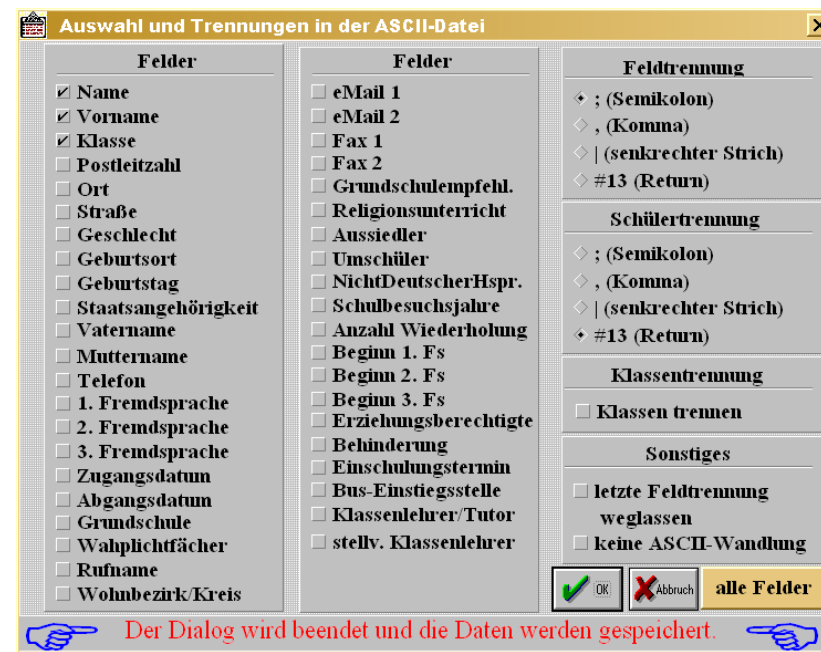 Auswahl und Trennungen in der ASCII-Datei
Felder
Name
Vorname
Klasse
Postleitzahl
Ort
Straße
Geschlecht
Geburtsort
Geburtstag
Staatsangehörigkeit
Vatername
Muttername
Telefon
1. Fremdsprache
2. Fremdsprache
3. Fremdsprache
Zugangsdatum
Abgangsdatum
Grundschule
Wahplichtfächer
Rufname
Wohnbezirk/Kreis
Felder
eMail 1
eMail 2
Fax 1
Fax 2
Grundschulempfehl.
Religionsunterricht
Aussiedler
Umschüler
NichtDeutscherHspr.
Schulbesuchsjahre
Anzahl Wiederholung
Beginn 1. Fs
Beginn 2. Fs
Beginn 3. Fs
Erziehungsberechtigte
Behinderung
Einschulungstermin
Bus-Einstiegsstelle
Klassenlehrer/Tutor
stellv. Klassenlehrer
Feldtrennung
; (Semikolon)
, (Komma)
| (senkrechter Strich)
#13 (Return)
Schülertrennung
; (Semikolon)
, (Komma)
| (senkrechter Strich)
#13 (Return)
Klassentrennung
Klassen trennen
Sonstiges
letzte Feldtrennung
weglassen
keine ASCII-Wandlung
OK
Abbruch
alle Felder
Der Dialog wird beendet und die Daten werden gespeichert.